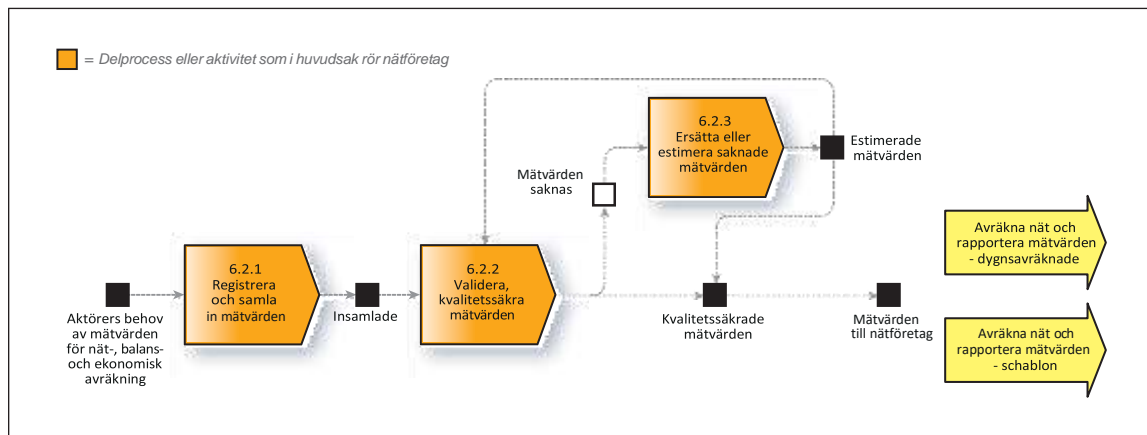 = Delprocess eller aktivitet som i huvudsak rör nätföretag
6.2.3
Ersätta eller
estimera saknade
mätvärden
Estimerade
mätvärden
Mätvärden
saknas
6.2.1
Registrera
och samla
in mätvärden
6.2.2
Validera,
kvalitetssäkra
mätvärden
Aktörers behov
av mätvärden
för nät-, balans-
och ekonomisk
avräkning
Insamlade
Kvalitetssäkrade
mätvärden
Mätvärden
till nätföretag
Avräkna nät och
rapportera mätvärden
- dygnsavräknade
Avräkna nät och
rapportera mätvärden
- schablon